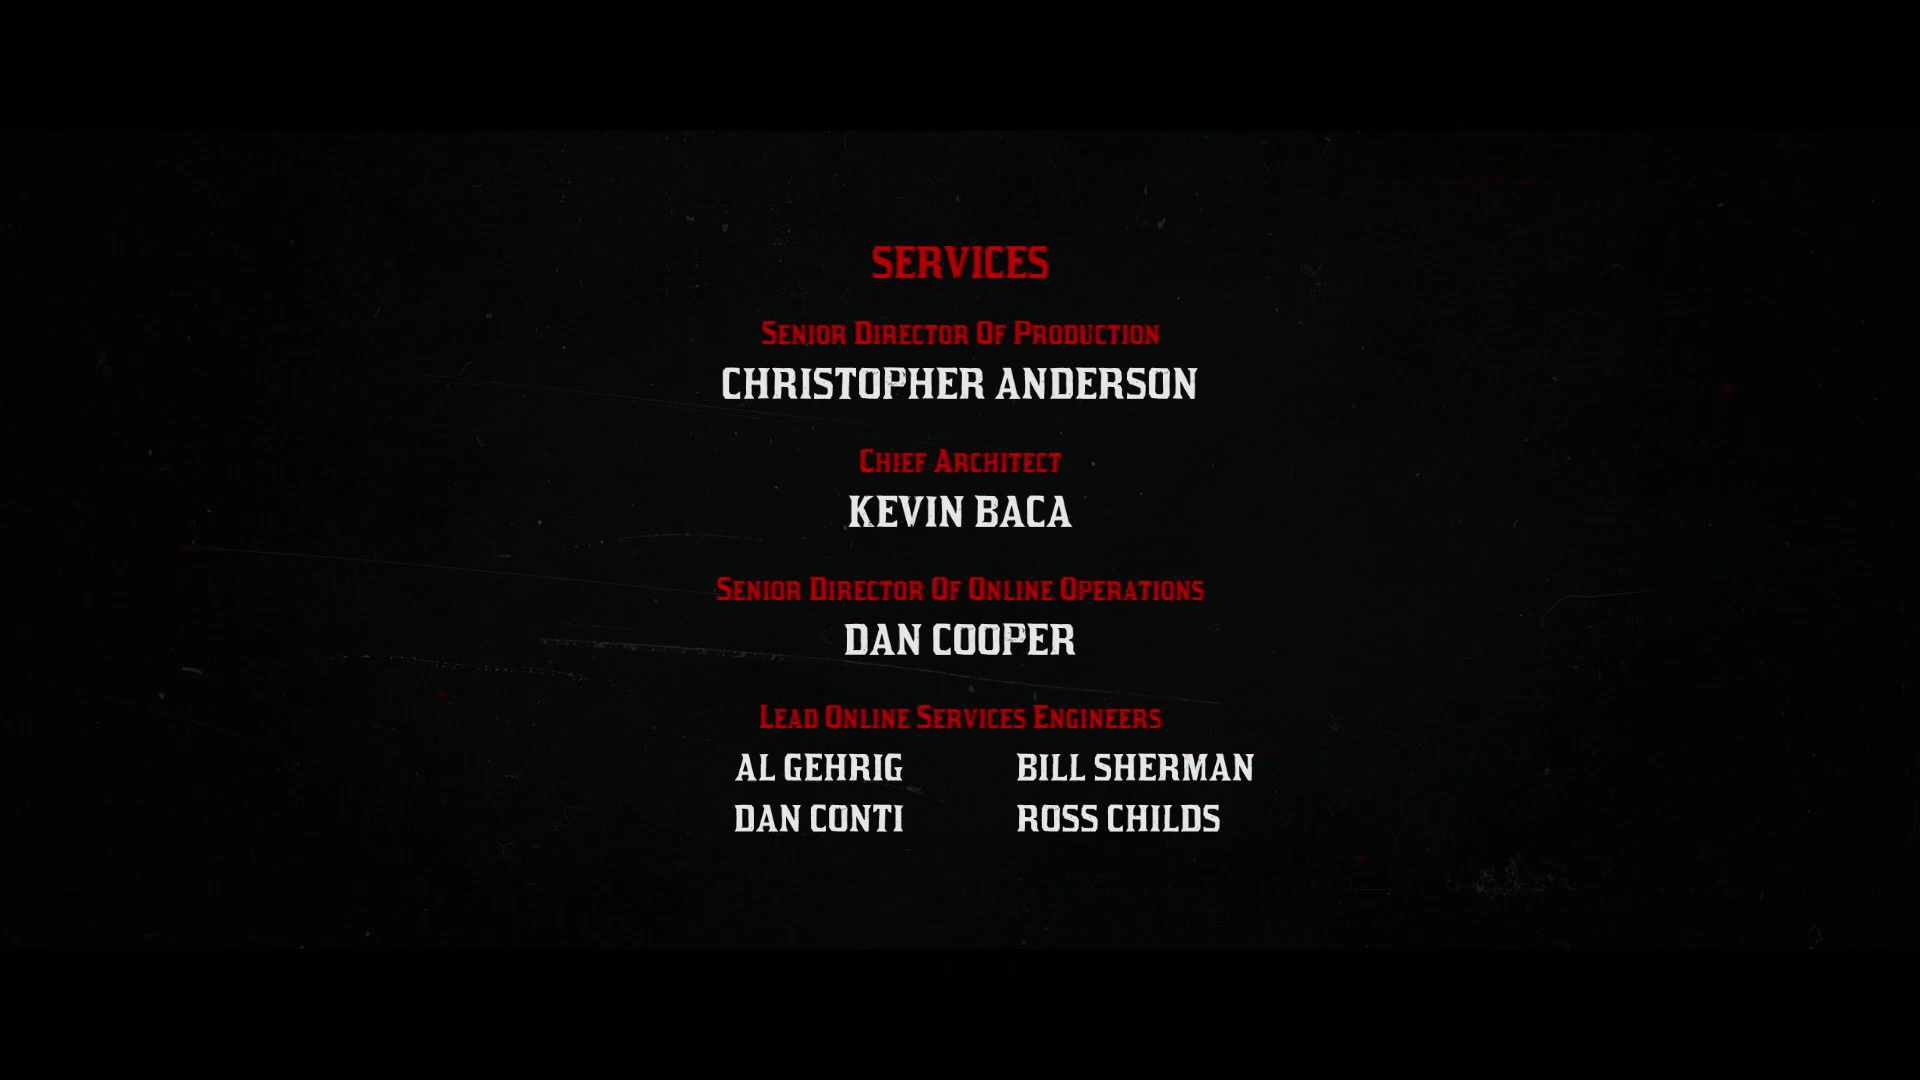 SERVICES
Senior Director Of Production
CHRISTOPHER ANDERSON
Chief Architect
KEVIN BACA
Senior Director Of Online Operations
DAN COOPER
Lead Online Services Engineers
AL GEHRIG BILL SHERMAN
DAN CONTI ROSS CHILDS